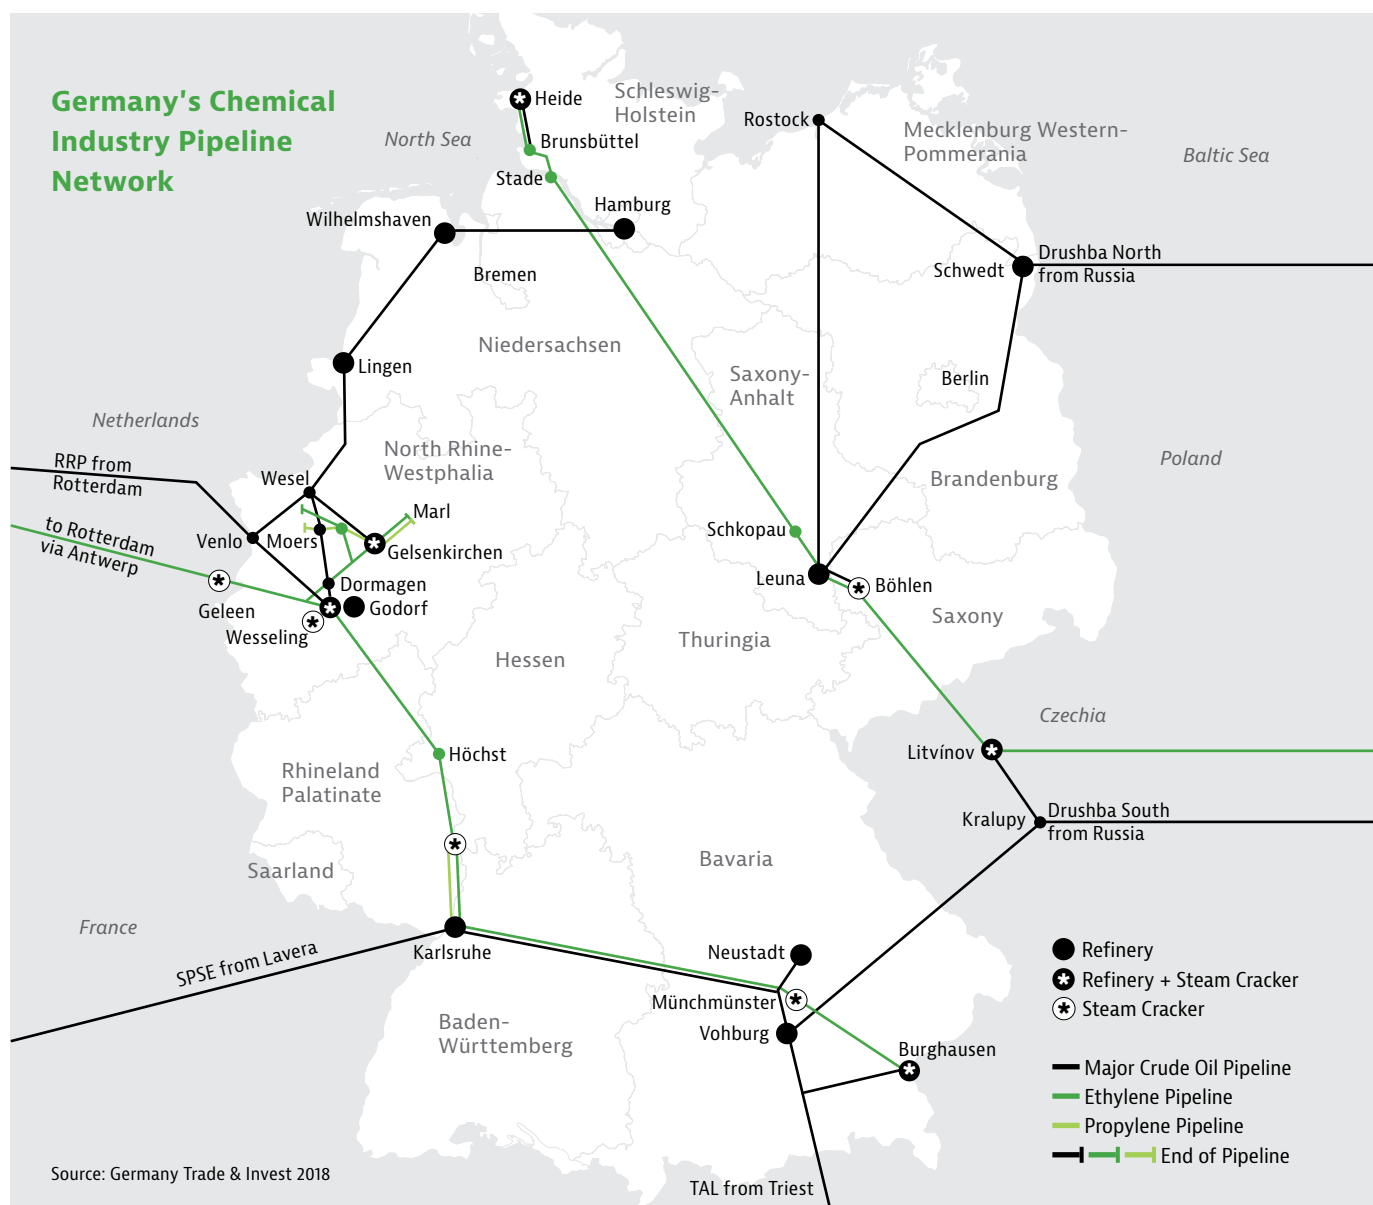 Germany's Chemical
Industry Pipeline
Network
North Sea
Heide
Schleswig-
Holstein
Brunsbüttel
Stade
Rostock
Mecklenburg Western-
Pommerania
Baltic Sea
Wilhelmshaven
Hamburg
Bremen
Schwedt
Drushba North
from Russia
Niedersachsen
Lingen
Saxony-
Anhalt
Berlin
Netherlands
North Rhine-
Westphalia
RRP from
Rotterdam
Wesel
Brandenburg
Poland
Marl
to Rotterdam
via Antwerp
Venlo
Moers
Gelsenkirchen
Schkopau
Leuna
Böhlen
Dormagen
Geleen
Godorf
Wesseling
Saxony
Thuringia
Hessen
Czechia
Höchst
Litvínov
Rhineland
Palatinate
Kralupy
Drushba South
from Russia
Saarland
Bavaria
France
SPSE from Lavera
Karlsruhe
Neustadt
Münchmünster
Vohburg
Baden-
Württemberg
Burghausen
Refinery
Refinery + Steam Cracker
Steam Cracker
Major Crude Oil Pipeline
Ethylene Pipeline
Propylene Pipeline
End of Pipeline
Source: Germany Trade & Invest 2018
TAL from Triest